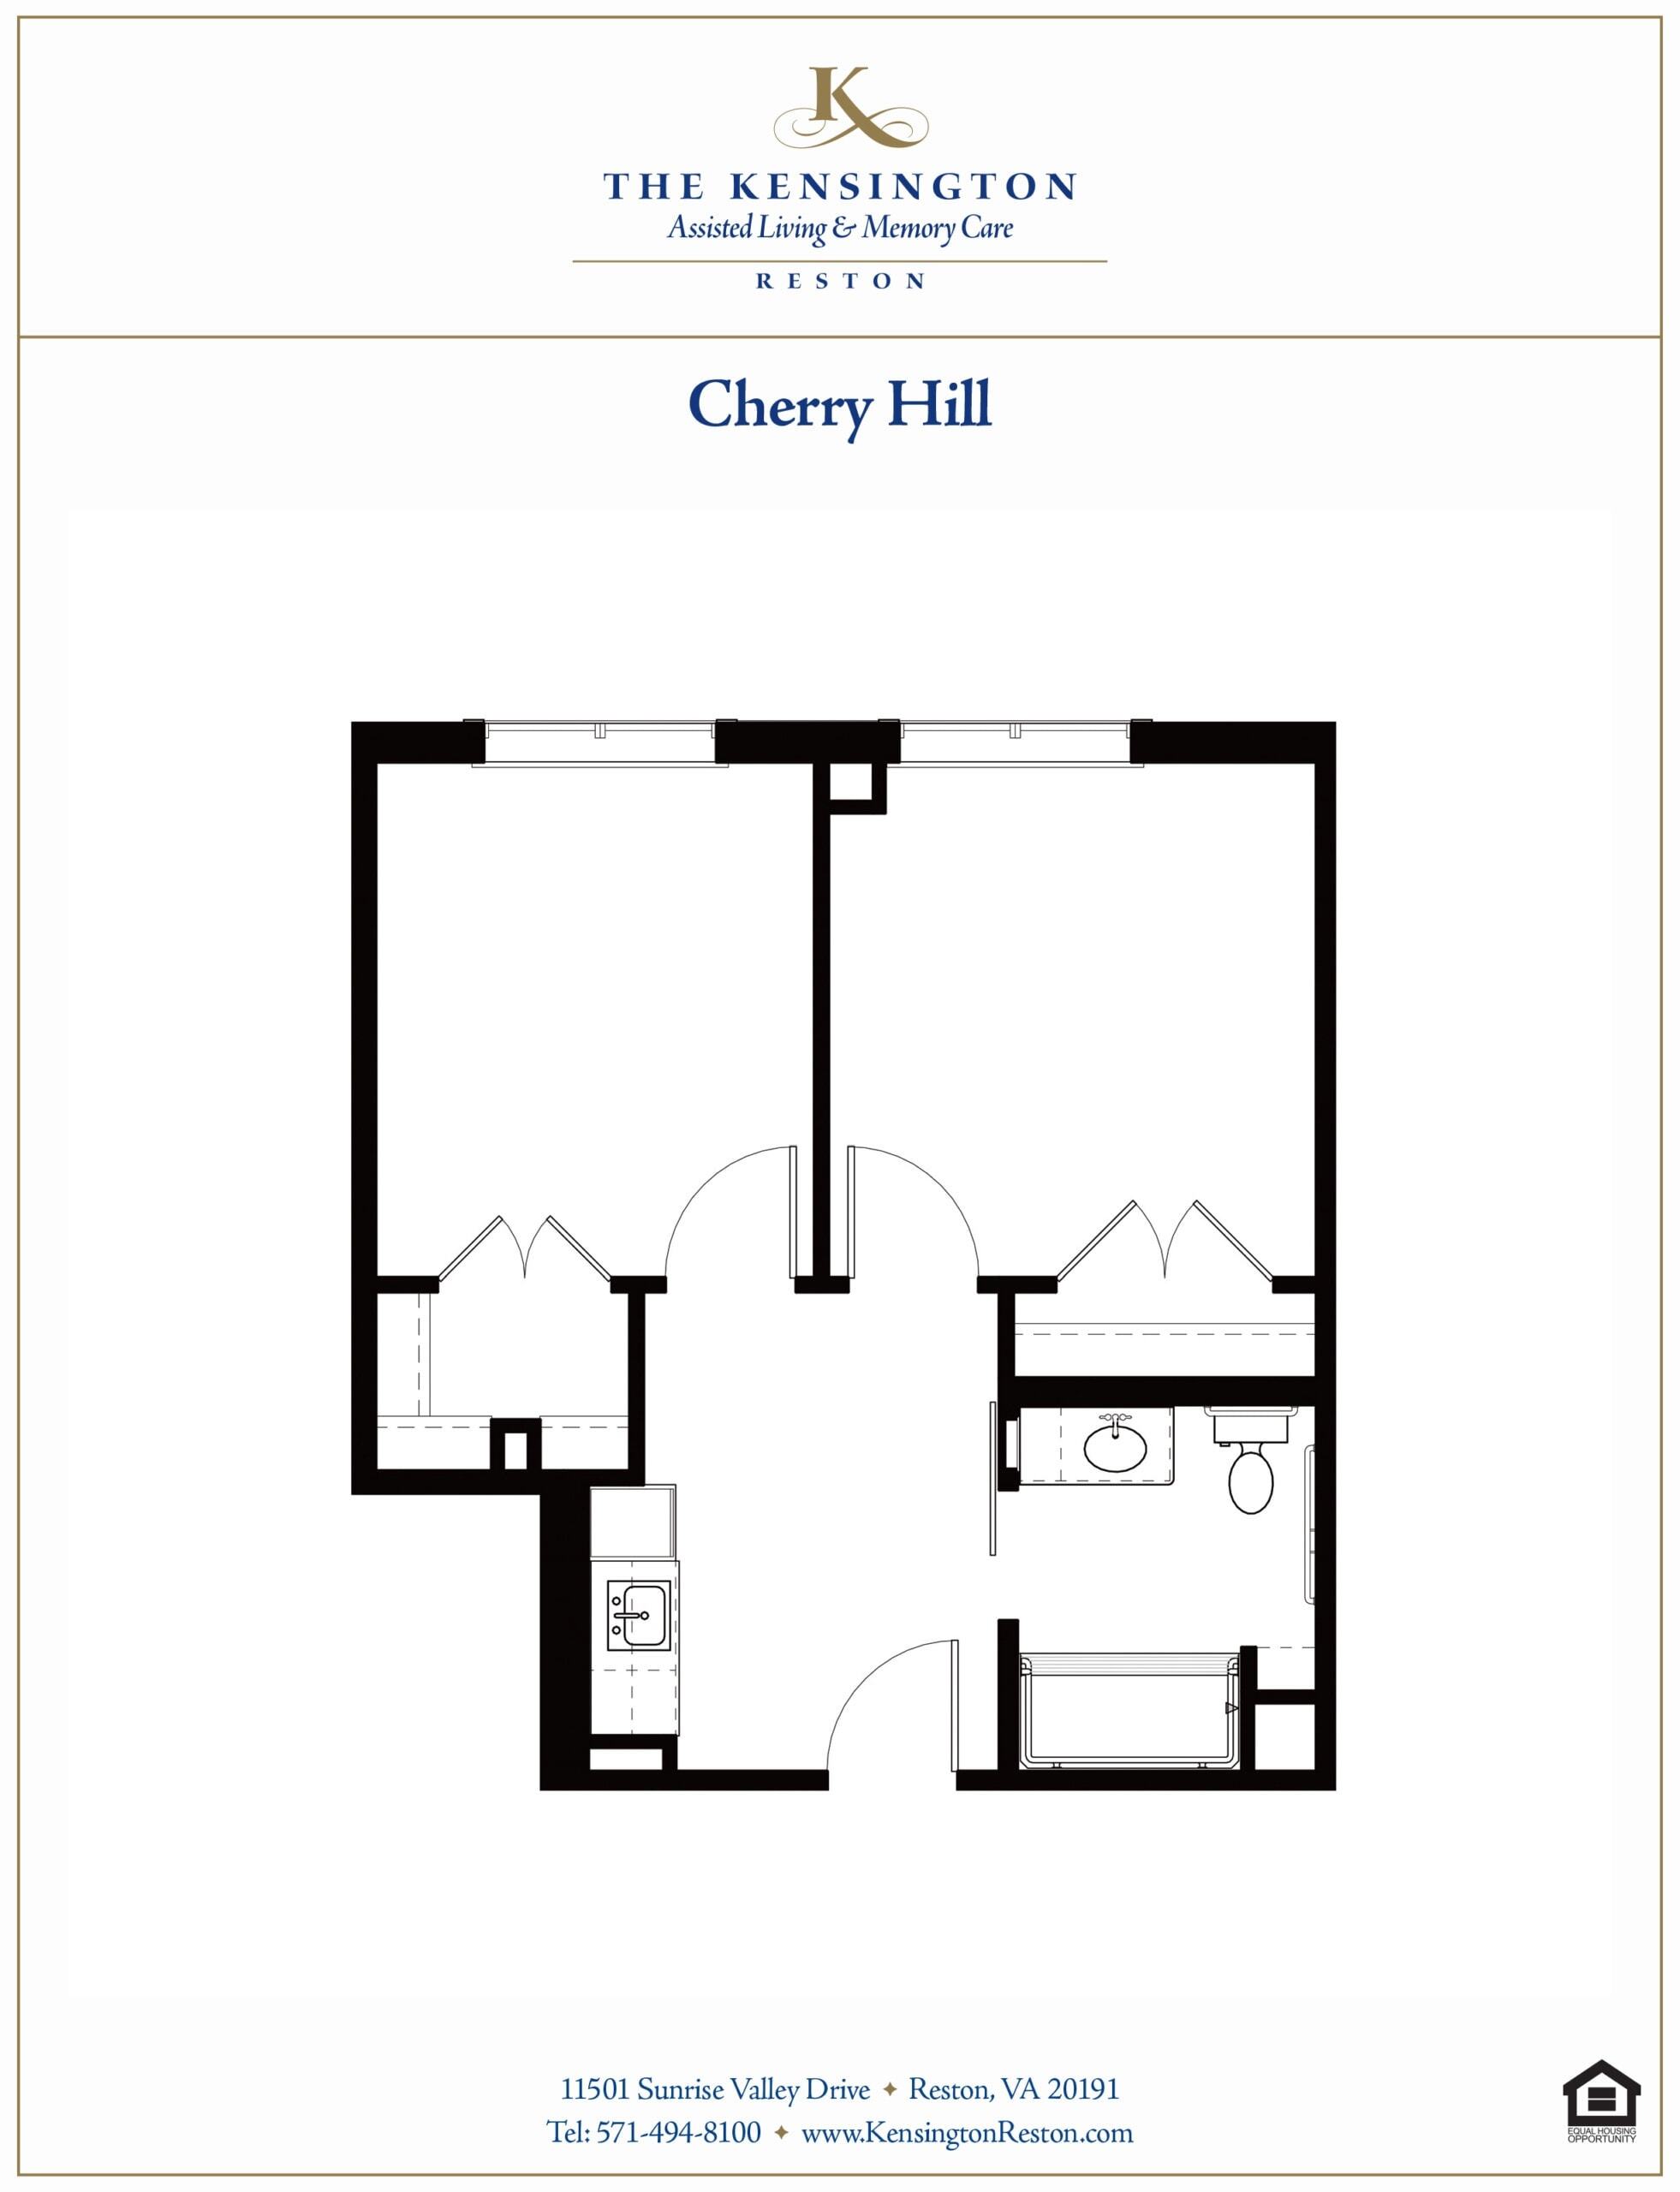 K
THE KENSINGTON
Assisted Living & Memory Care
RESTON
Cherry Hill
11501 Sunrise Valley Drive ✦ Reston, VA 20191
Tel: 571-494-8100 ✦ www.KensingtonReston.com
EQUAL HOUSING
OPPORTUNITY